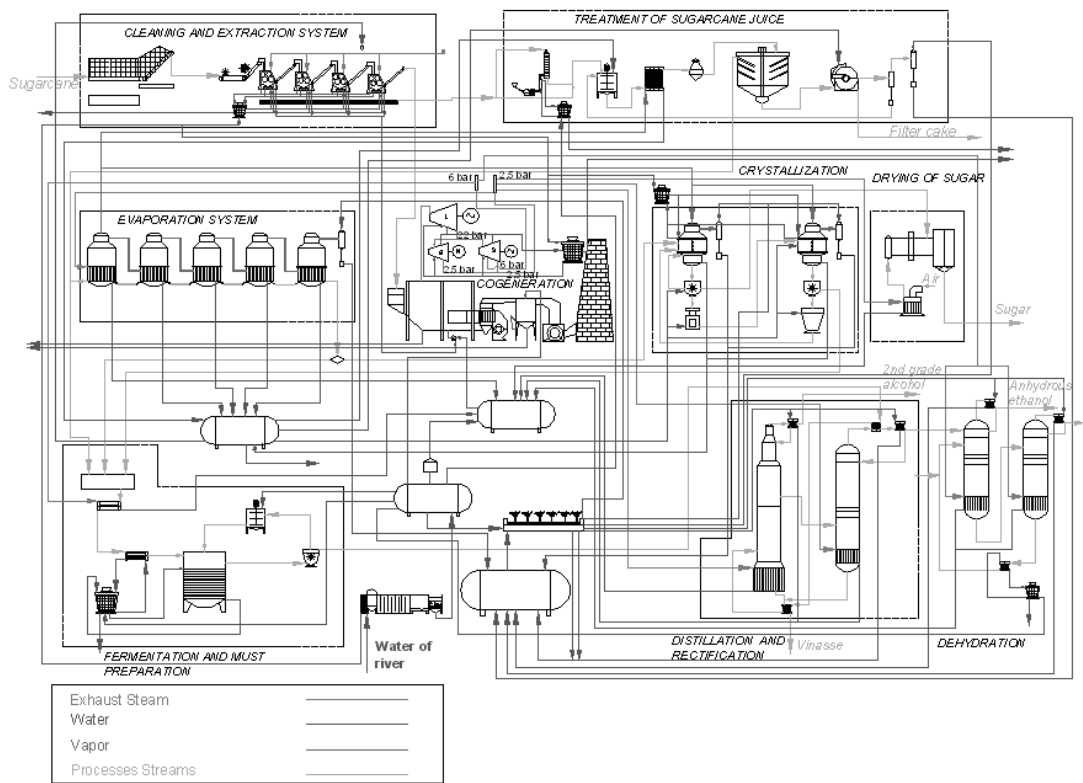 CLEANING AND EXTRACTION SYSTEM
TREATMENT OF SUGARCANE JUICE
Sugarcane
Filter cake
6 bar
2,5 bar
CRYSTALLIZATION
DRYING OF SUGAR
EVAPORATION SYSTEM
22 bar
2,5 bar
6 bar
2,5 bar
COGENERATION
Air
Sugar
2nd grade
alcohol
Anhydrous
ethanol
Water of
river
FERMENTATION AND MUST
PREPARATION
DISTILLATION AND
RECTIFICATION
Vinasse
DEHYDRATION
Exhaust Steam
Water
Vapor
Processes Streams